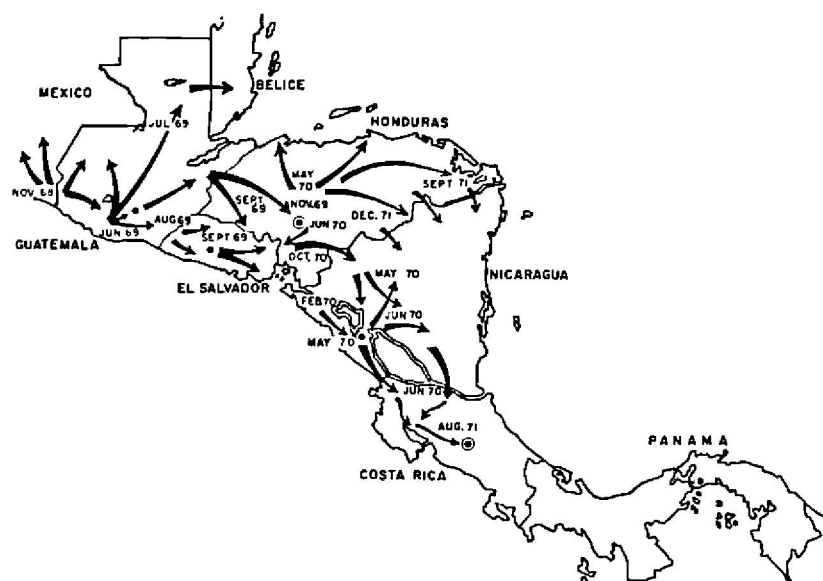 MEXICO
BELICE
HONDURAS
JUL 69
MAY
70
SEPT 71
NOV. 68
SEPT
69
NOV. 69
DEC. 71
AUG 69
JUN 69
GUATEMALA
SEPT 69
JUN 70
OCT. 70
MAY 70
NICARAGUA
EL SALVADOR
FEB 70
JUN 70
MAY 70
JUN 70
AUG. 71
PANAMA
COSTA RICA